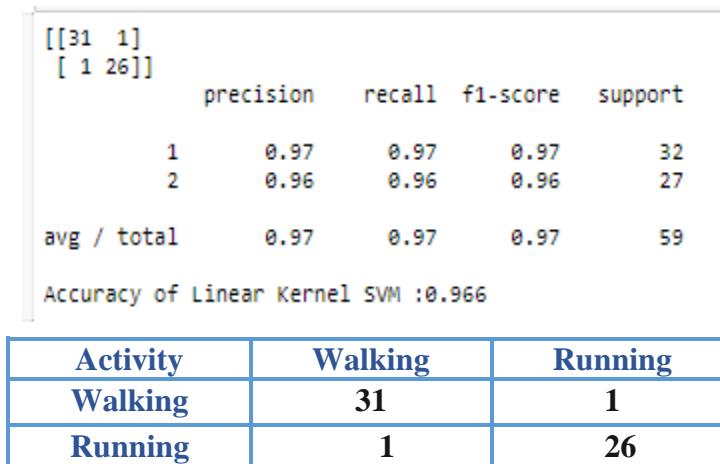 [[31  1]
 [ 1 26]]
precision recall f1-score support
1 0.97 0.97 0.97 32
2 0.96 0.96 0.96 27
avg / total 0.97 0.97 0.97 59
Accuracy of Linear Kernel SVM :0.966
Activity Walking Running
Walking 31 1
Running 1 26